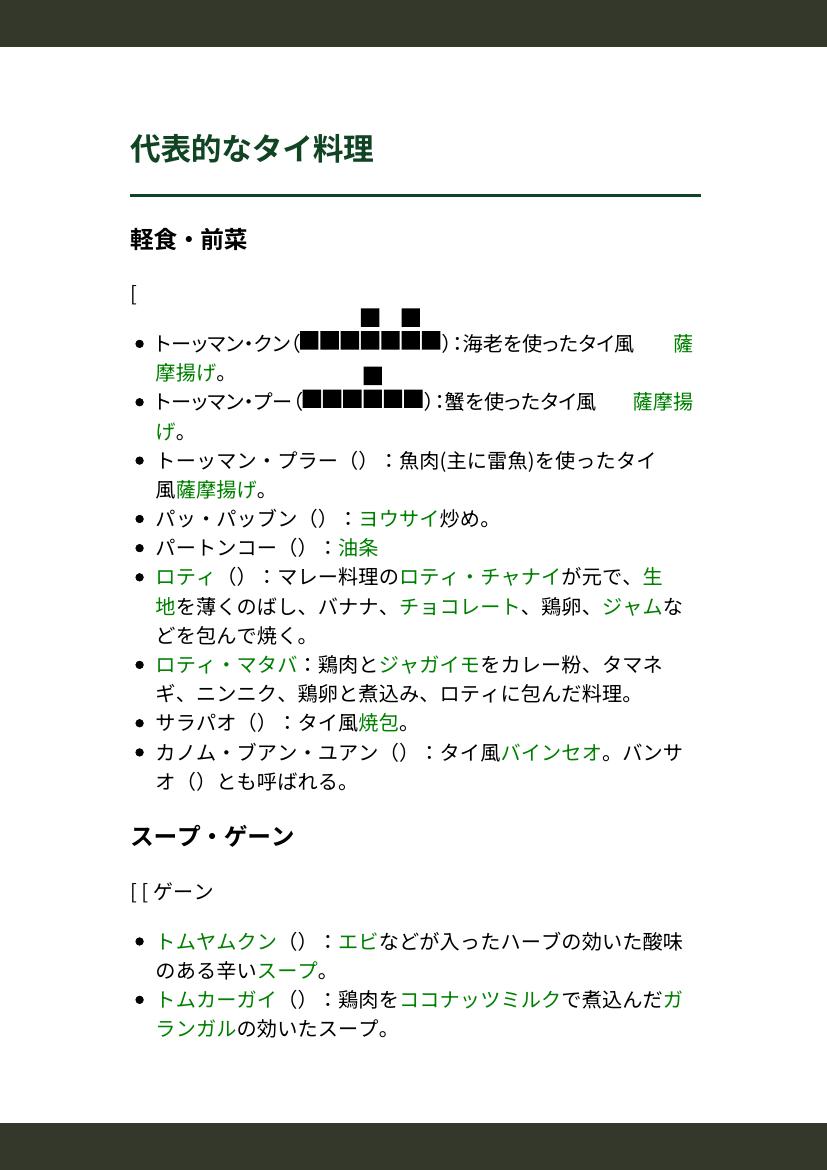 代表的なタイ料理
軽食・前菜
[
トーッマン・クン(■■■■■■■):海老を使ったタイ風 薩
摩揚げ。
トーッマン・プー(■■■■■■):蟹を使ったタイ風 薩摩揚
げ。
トーッマン・プラー（）：魚肉(主に雷魚)を使ったタイ
風薩摩揚げ。
パッ・パッブン（）：ヨウサイ炒め。
パートンコー（）：油条
ロティ（）：マレー料理のロティ・チャナイが元で、生
地を薄くのばし、バナナ、チョコレート、鶏卵、ジャムな
どを包んで焼く。
ロティ・マタバ：鶏肉とジャガイモをカレー粉、タマネ
ギ、ニンニク、鶏卵と煮込み、ロティに包んだ料理。
サラパオ（）：タイ風焼包。
カノム・ブアン・ユアン（）：タイ風バインセオ。バンサ
オ（）とも呼ばれる。
スープ・ゲーン
[ [ ゲーン
トムヤムクン（）：エビなどが入ったハーブの効いた酸味
のある辛いスープ。
トムカーガイ（）：鶏肉をココナッツミルクで煮込んだガ
ランガルの効いたスープ。